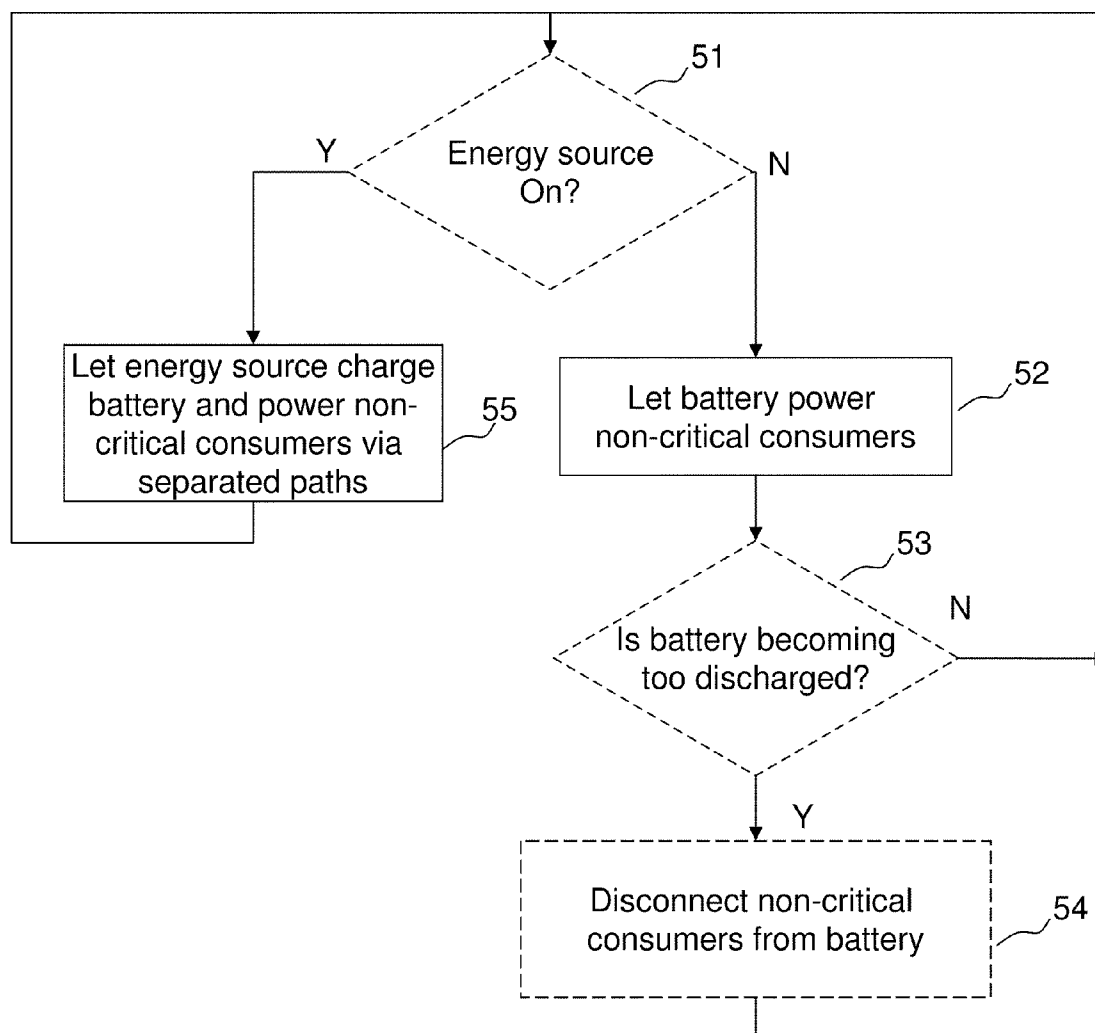 51
Y
Energy source
On?
N
Let energy source charge
battery and power non-
critical consumers via
separated paths
55
Let battery power
non-critical consumers
52
53
N
Is battery becoming
too discharged?
Y
Disconnect non-critical
consumers from battery
54